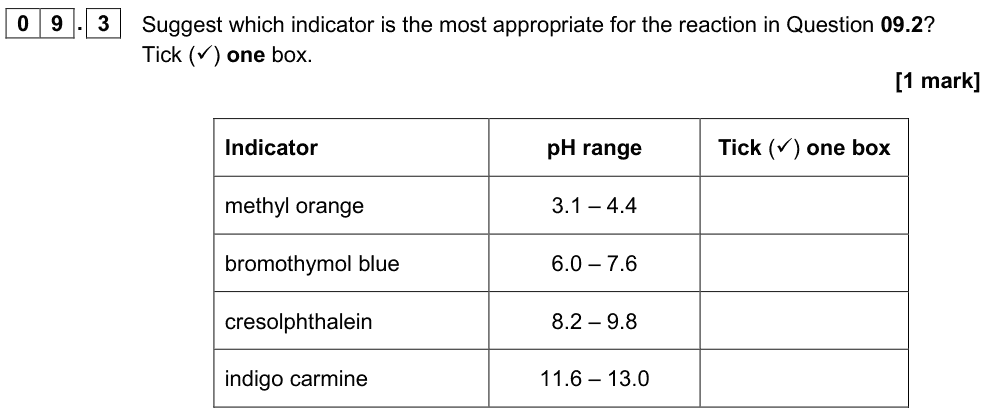 09.3 Suggest which indicator is the most appropriate for the reaction in Question 09.2?
Tick (✓) one box.
[1 mark]
Indicator pH range Tick (✓) one box
methyl orange 3.1 – 4.4
bromothymol blue 6.0 – 7.6
cresolphthalein 8.2 – 9.8
indigo carmine 11.6 – 13.0